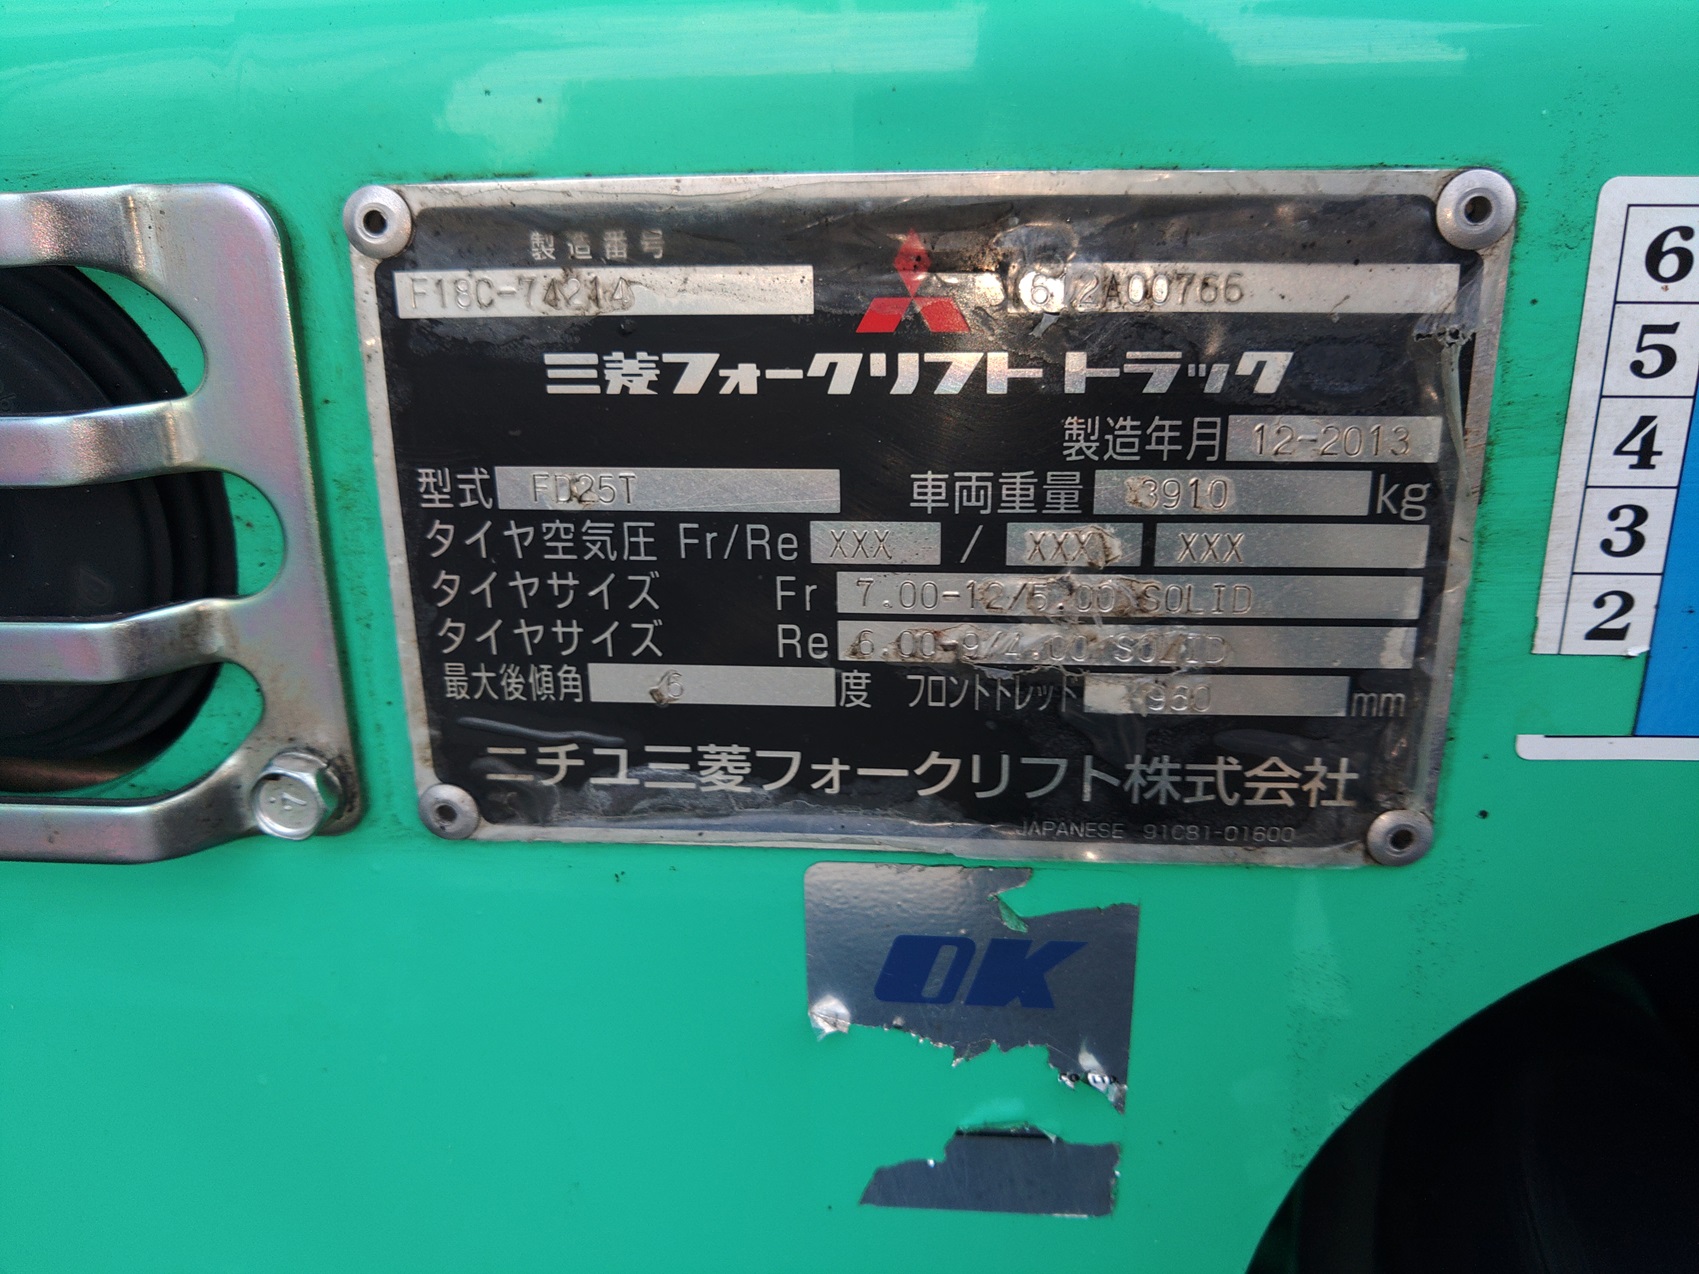 製造番号
F18C-74214
6 2A00766
三菱フォークリフトトラック
製造年月 12-2013
型式 FD25T 車両重量 3910 kg
タイヤ空気圧 Fr/Re XXX / XXX XXX
タイヤサイズ Fr 7.00-12/5.00 SOLID
タイヤサイズ Re 6.00-9/4.00 SOLID
最大後傾角 6 度 フロントトレッド 960 mm
ニチユ三菱フォークリフト株式会社
JAPANESE 91C81-01600
OK
6
5
4
3
2